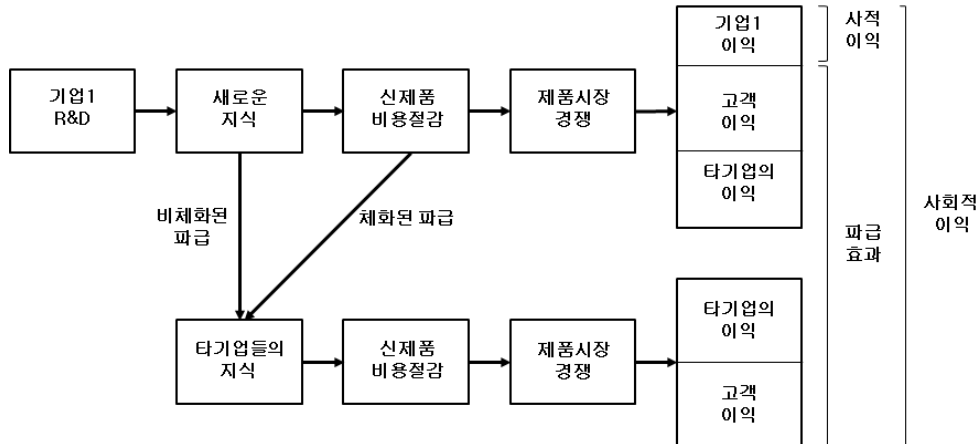 기업1
R&D
새로운
지식
신제품
비용절감
제품시장
경쟁
기업1
이익
고객
이익
타기업의
이익
사적
이익
비체화된
파급
체화된 파급
파급
효과
사회적
이익
타기업들의
지식
신제품
비용절감
제품시장
경쟁
타기업의
이익
고객
이익